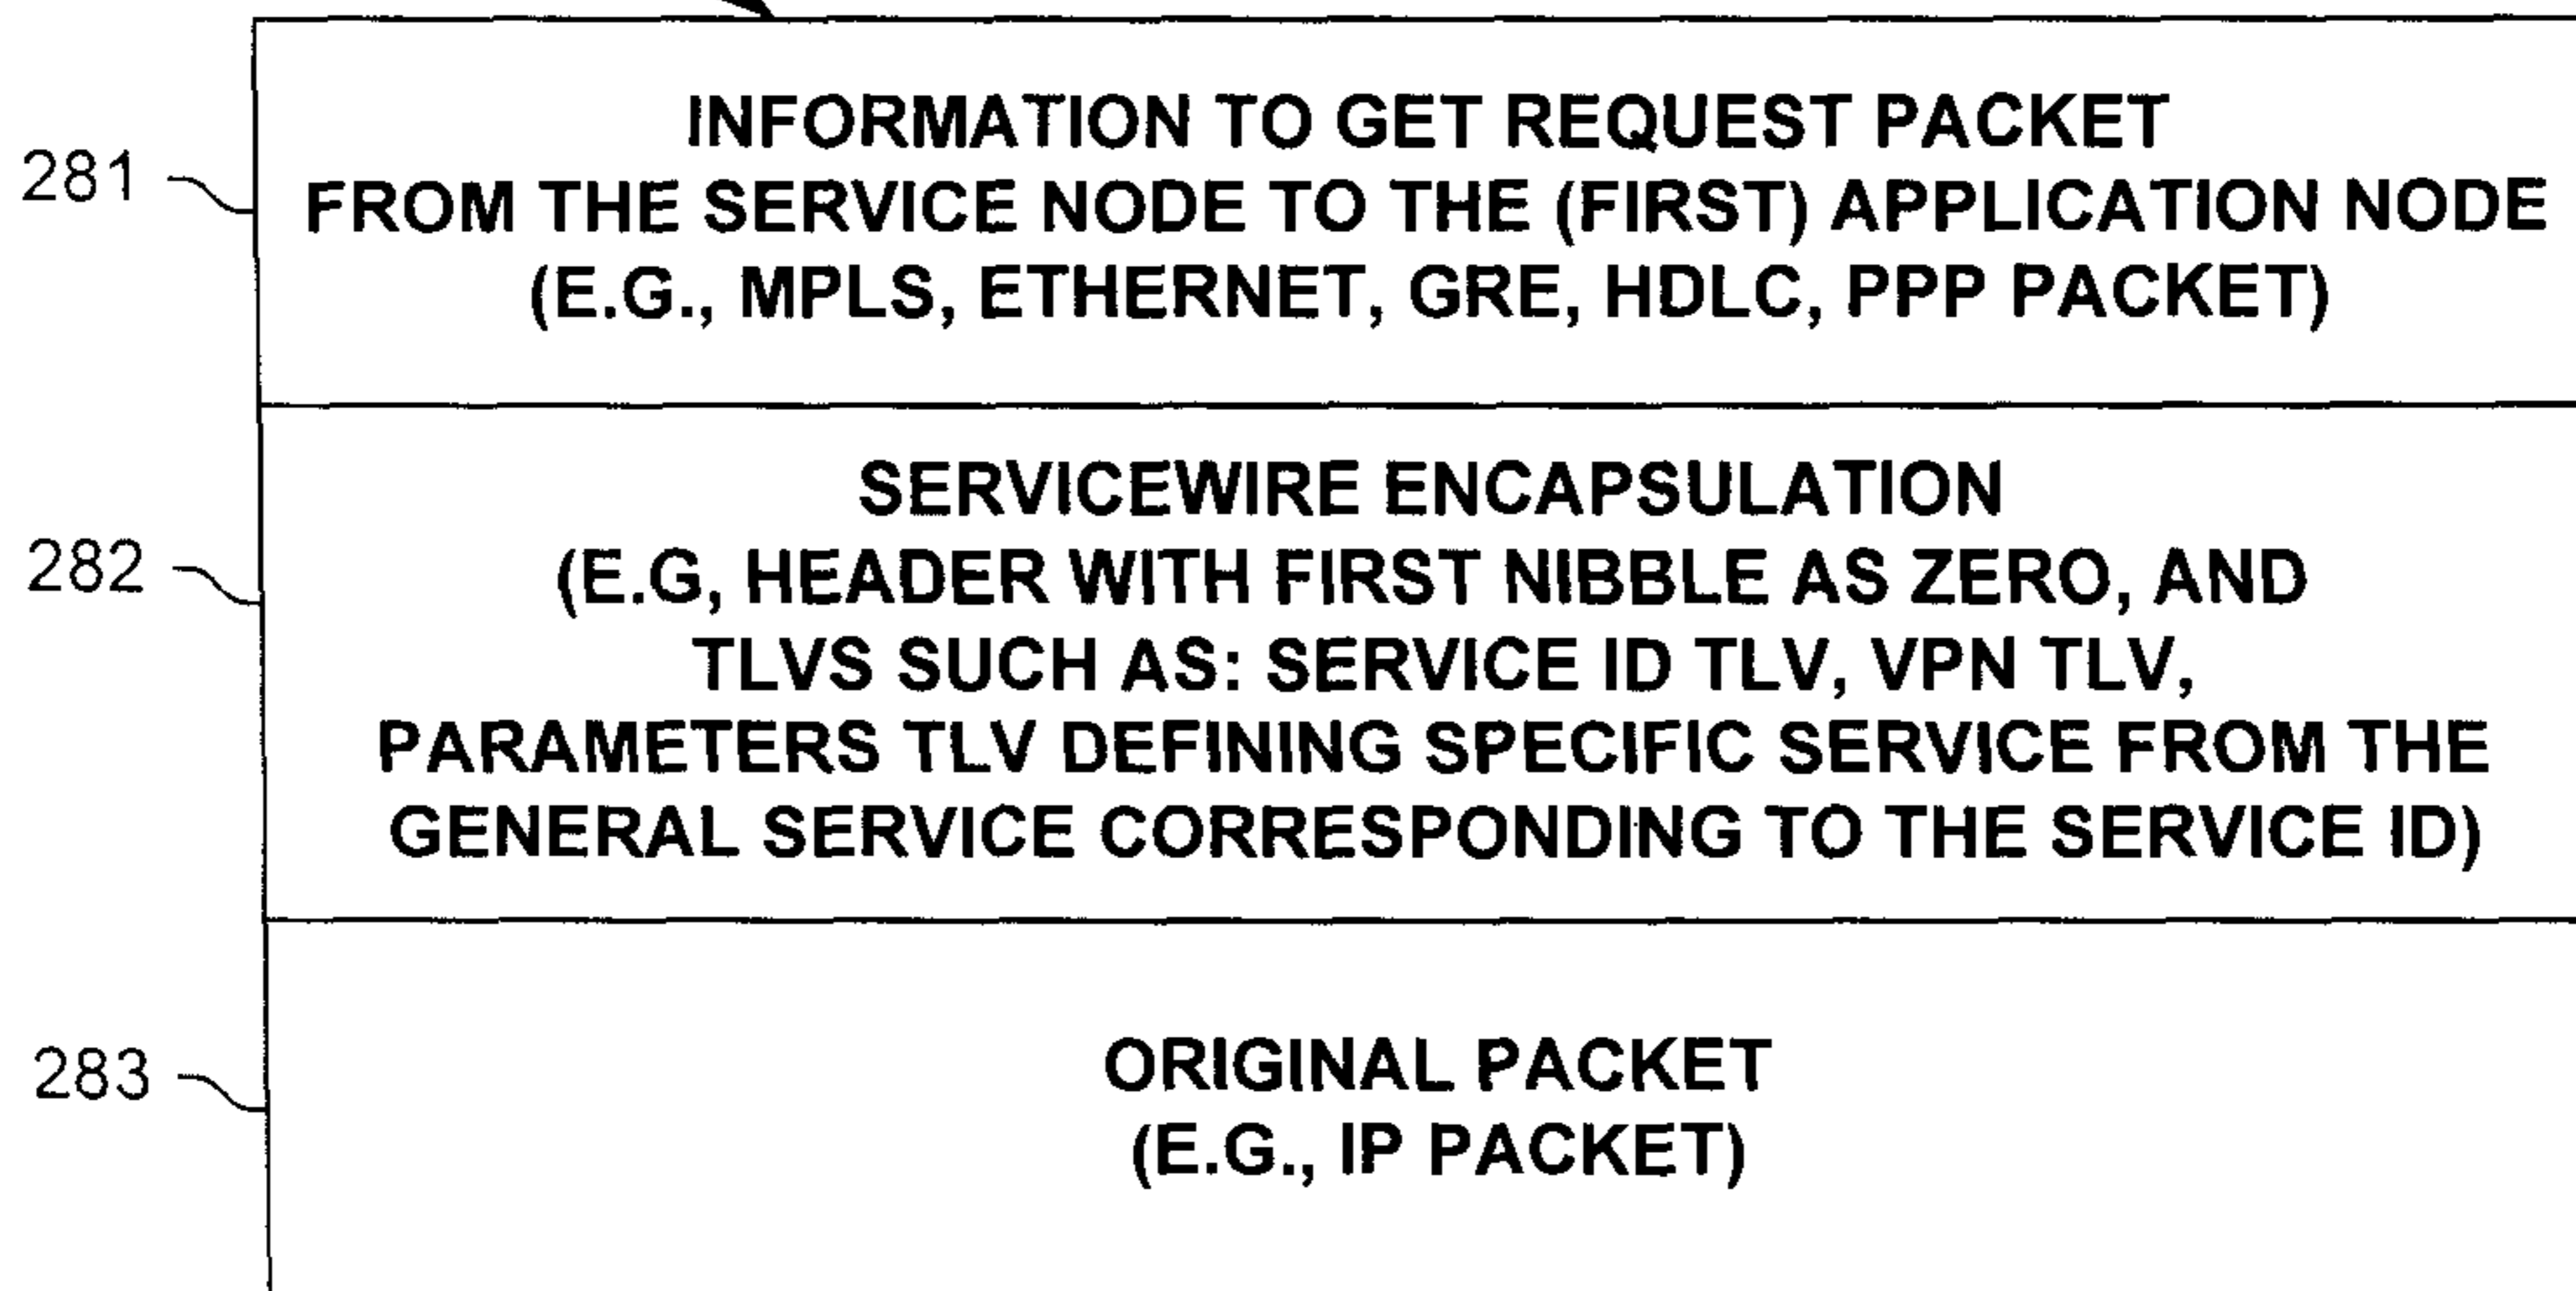 INFORMATION TO GET REQUEST PACKET
281
FROM THE SERVICE NODE TO THE (FIRST) APPLICATION NODE
(E.G., MPLS, ETHERNET, GRE, HDLC, PPP PACKET)
SERVICEWIRE ENCAPSULATION
282
(E.G, HEADER WITH FIRST NIBBLE AS ZERO, AND
TLVS SUCH AS: SERVICE ID TLV, VPN TLV,
PARAMETERS TLV DEFINING SPECIFIC SERVICE FROM THE
GENERAL SERVICE CORRESPONDING TO THE SERVICE ID)
283
ORIGINAL PACKET
(E.G., IP PACKET)